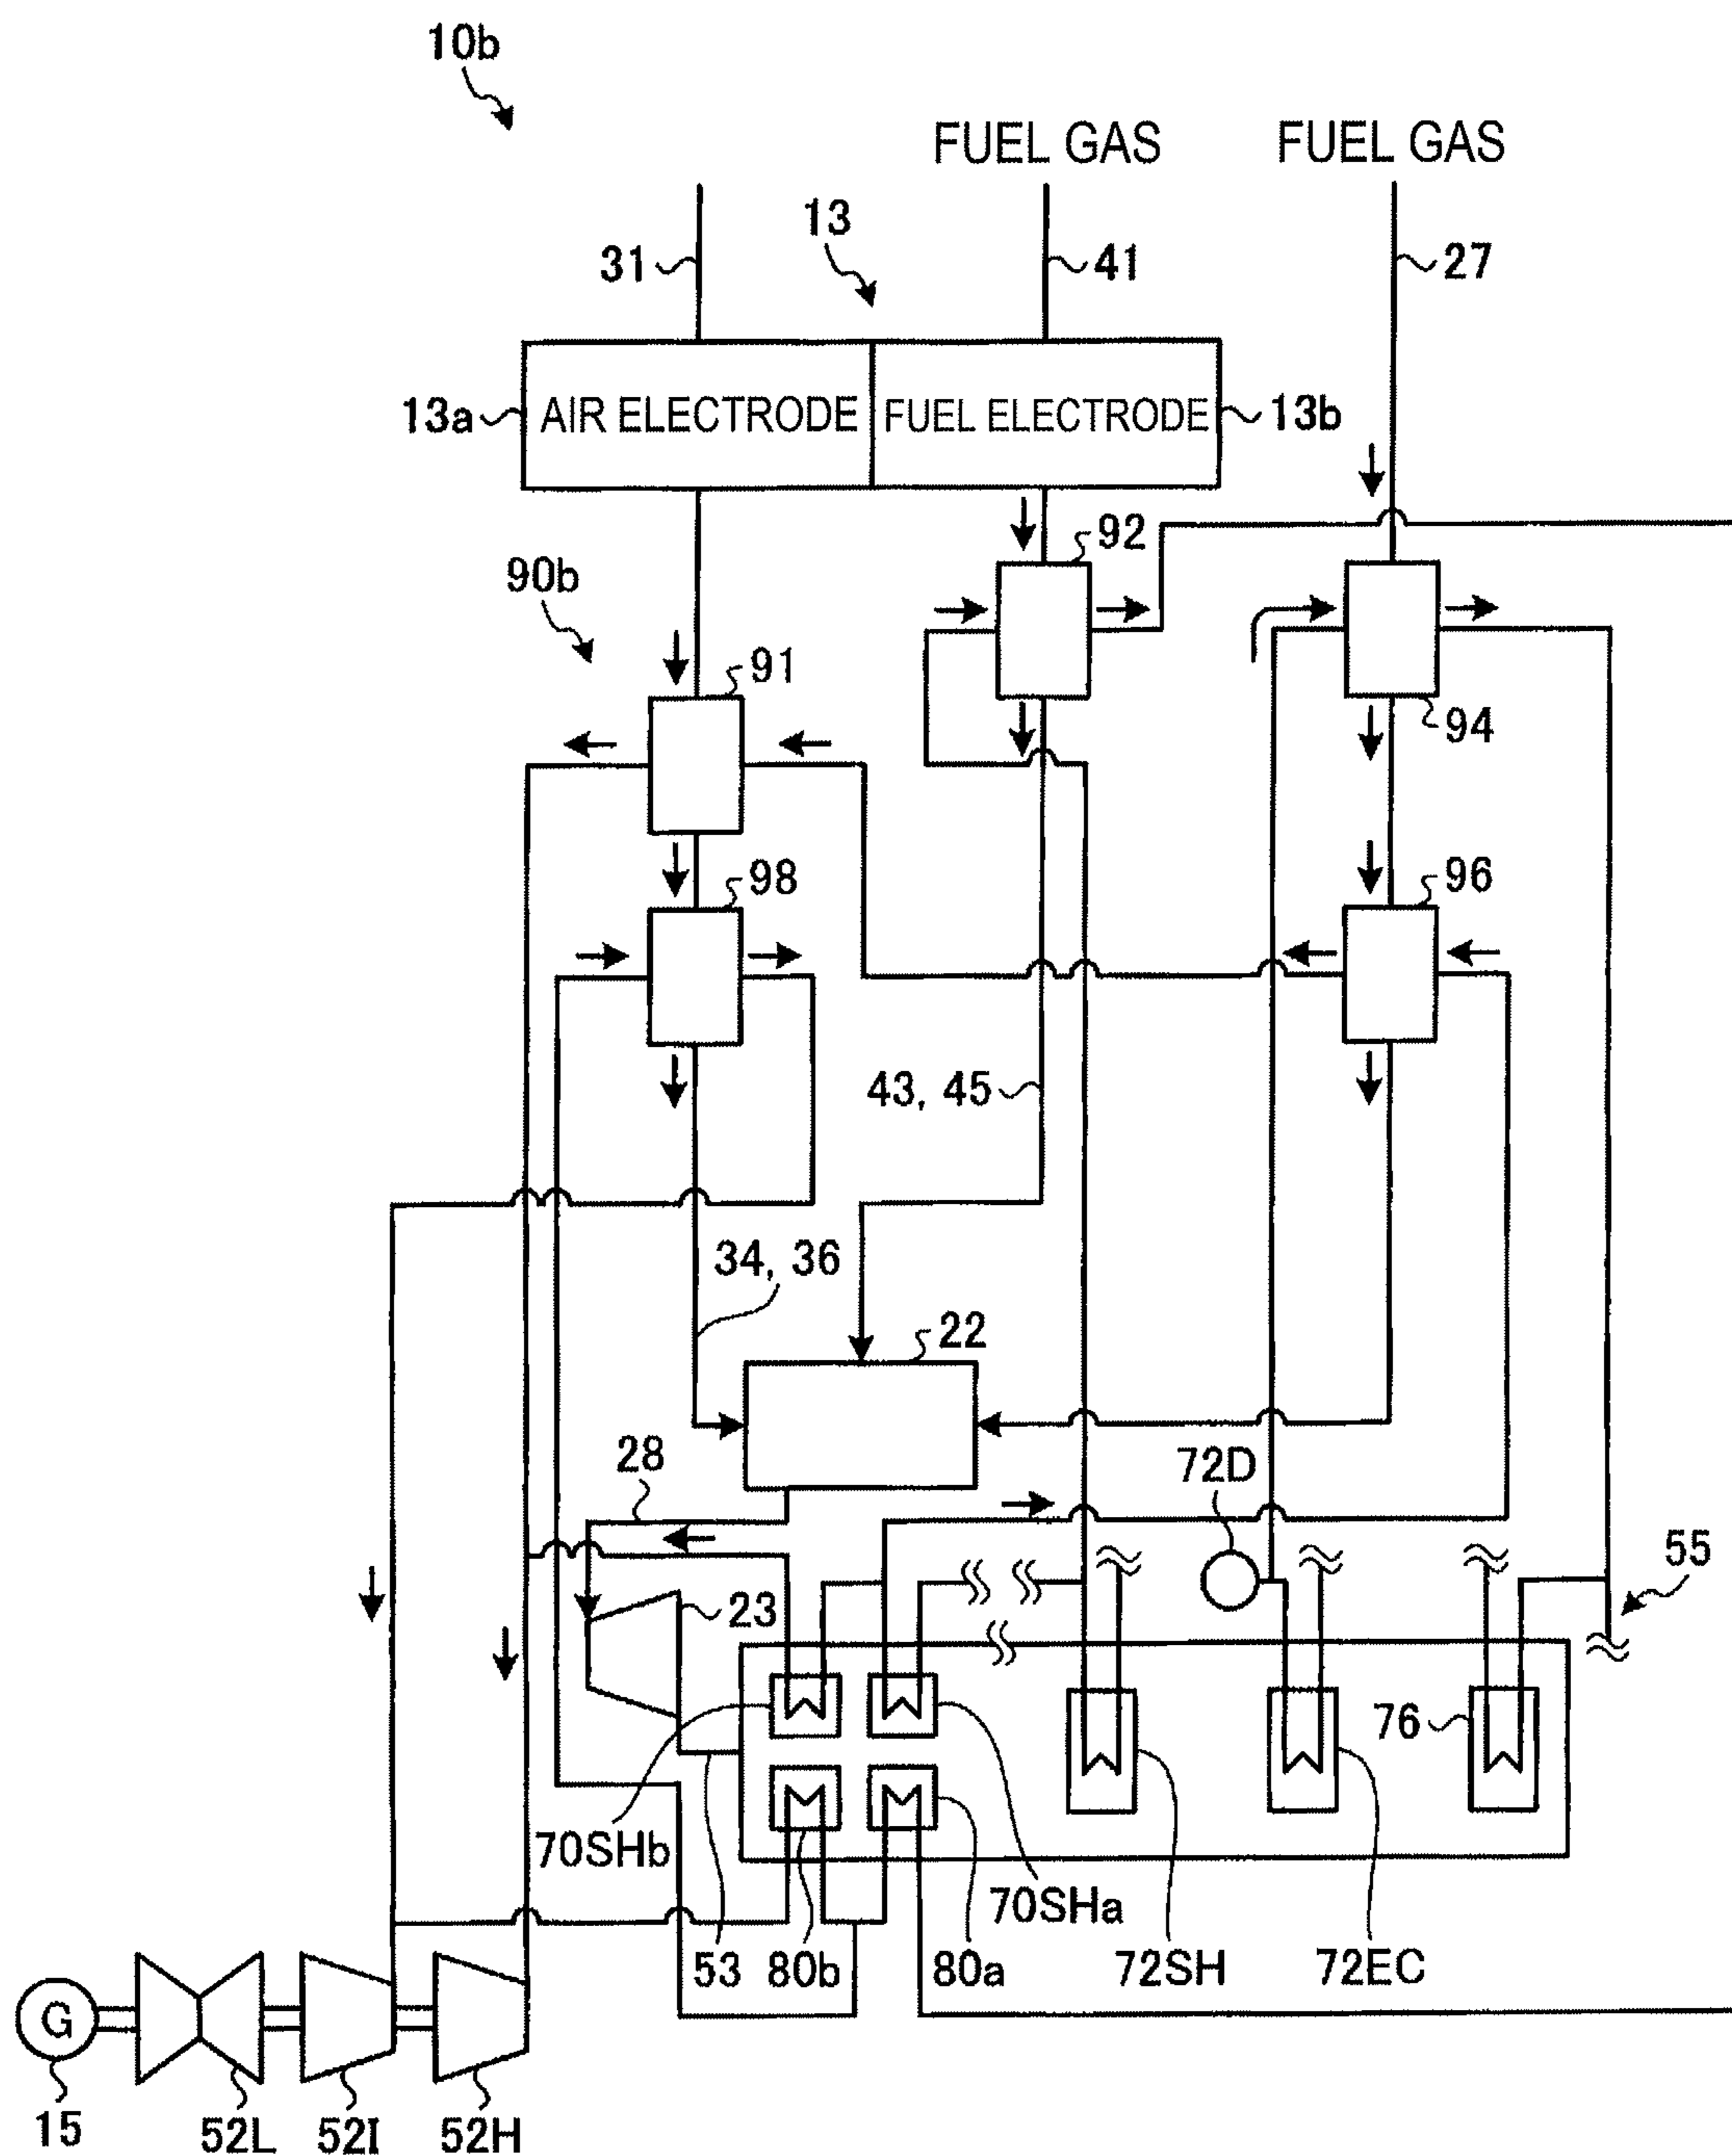 10b
FUEL GAS
FUEL GAS
13
31
41
27
13a
AIR ELECTRODE
FUEL ELECTRODE
13b
92
90b
91
94
98
96
43, 45
34, 36
22
28
72D
55
23
76
70SHb
70SHa
53
80b
80a
72SH
72EC
G
15
52L
52I
52H